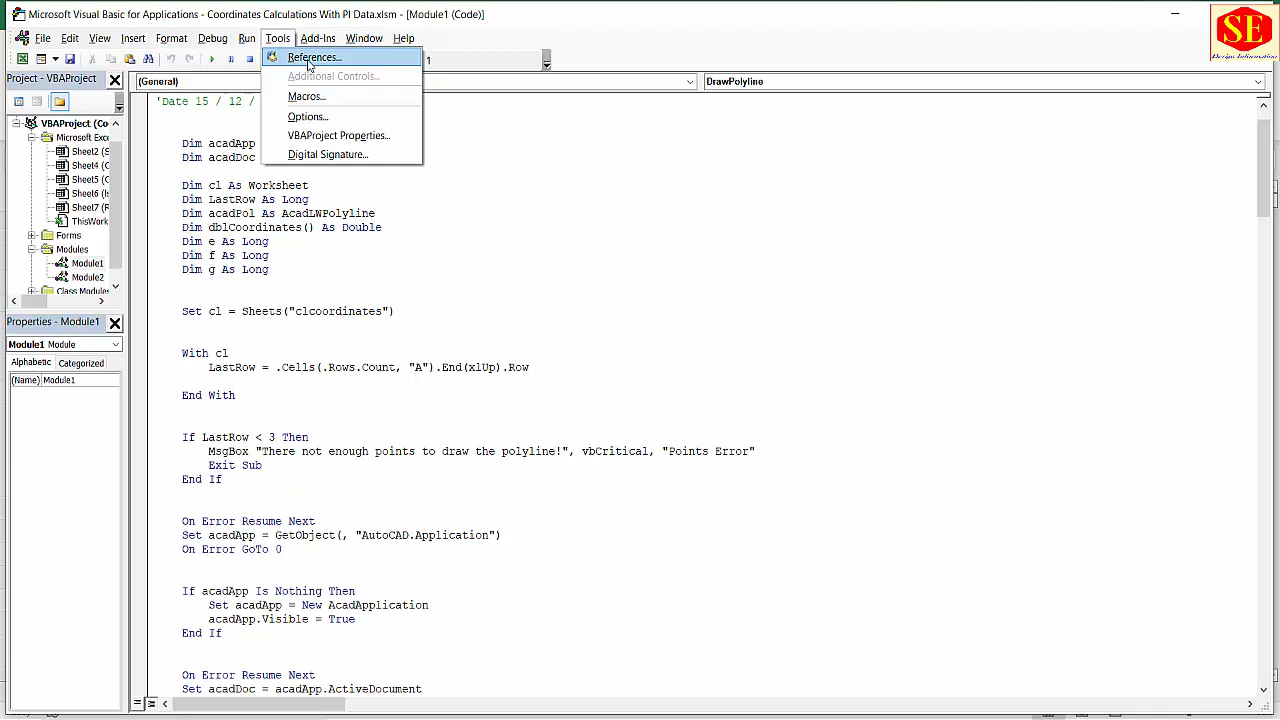 Microsoft Visual Basic for Applications - Coordinates Calculations With PI Data.xlsm - [Module1 (Code)]
SE
Design Information
File Edit View Insert Format Debug Run Tools Add-Ins Window Help
References...
1
Additional Controls...
Macros...
Options...
VBAProject Properties...
Digital Signature...
Project - VBAProject
(General)
DrawPolyline
VBAProject (Co
Microsoft Exce
Sheet2 (S
Sheet4 (
Sheet5 (C
Sheet6 (Is
Sheet7 (R
ThisWork
Forms
Modules
Module1
Module2
Class Modules
Properties - Module1
Module1 Module
Alphabetic Categorized
(Name) Module1
'Date 15 / 12 /
Dim acadApp
Dim acadDoc
Dim cl As Worksheet
Dim LastRow As Long
Dim acadPol As AcadLWPolyline
Dim dblCoordinates() As Double
Dim e As Long
Dim f As Long
Dim g As Long
Set cl = Sheets("clcoordinates")
With cl
LastRow = .Cells(.Rows.Count, "A").End(xlUp).Row
End With
If LastRow < 3 Then
MsgBox "There not enough points to draw the polyline!", vbCritical, "Points Error"
Exit Sub
End If
On Error Resume Next
Set acadApp = GetObject(, "AutoCAD.Application")
On Error GoTo 0
If acadApp Is Nothing Then
Set acadApp = New AcadApplication
acadApp.Visible = True
End If
On Error Resume Next
Set acadDoc = acadApp.ActiveDocument